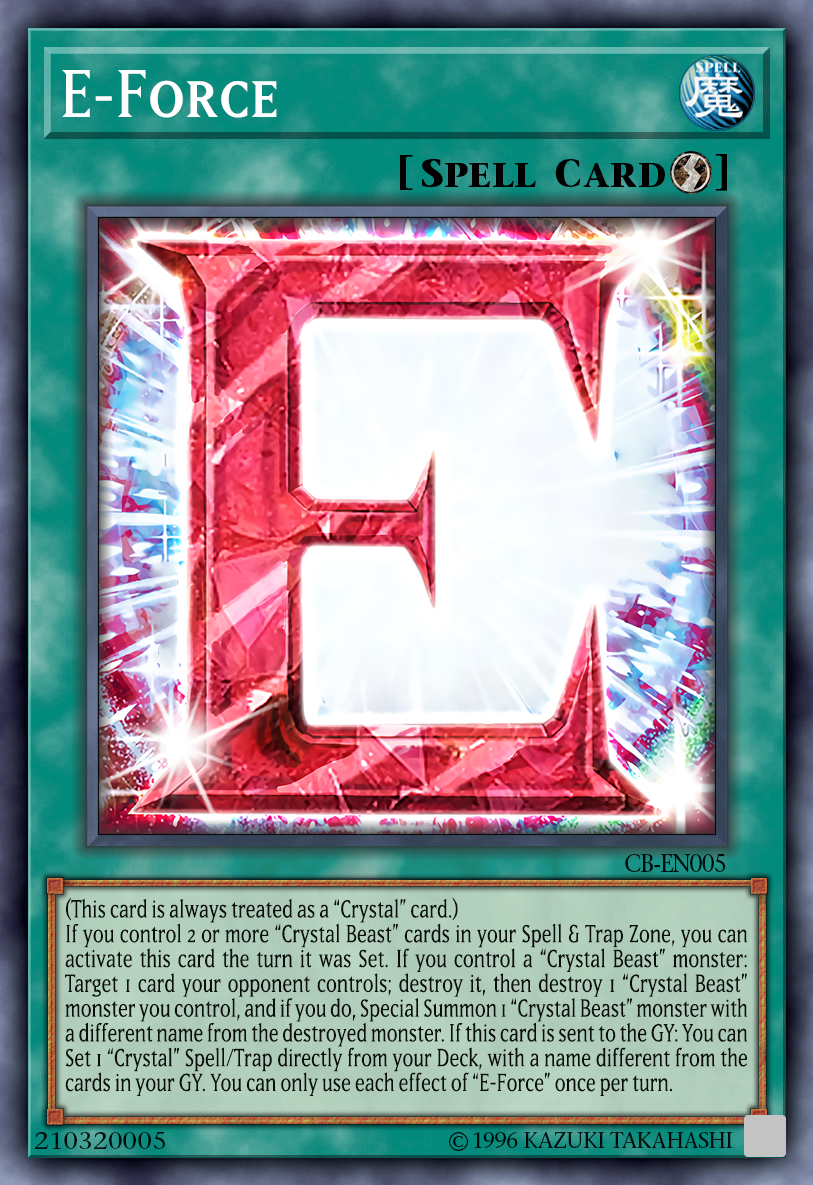 E-Force
SPELL
魔
[Spell Card]
E
CB-EN005
(This card is always treated as a “Crystal” card.)
If you control 2 or more “Crystal Beast” cards in your Spell & Trap Zone, you can
activate this card the turn it was Set. If you control a “Crystal Beast” monster:
Target 1 card your opponent controls; destroy it, then destroy 1 “Crystal Beast”
monster you control, and if you do, Special Summon 1 “Crystal Beast” monster with
a different name from the destroyed monster. If this card is sent to the GY: You can
Set 1 “Crystal” Spell/Trap directly from your Deck, with a name different from the
cards in your GY. You can only use each effect of “E-Force” once per turn.
210320005
© 1996 KAZUKI TAKAHASHI